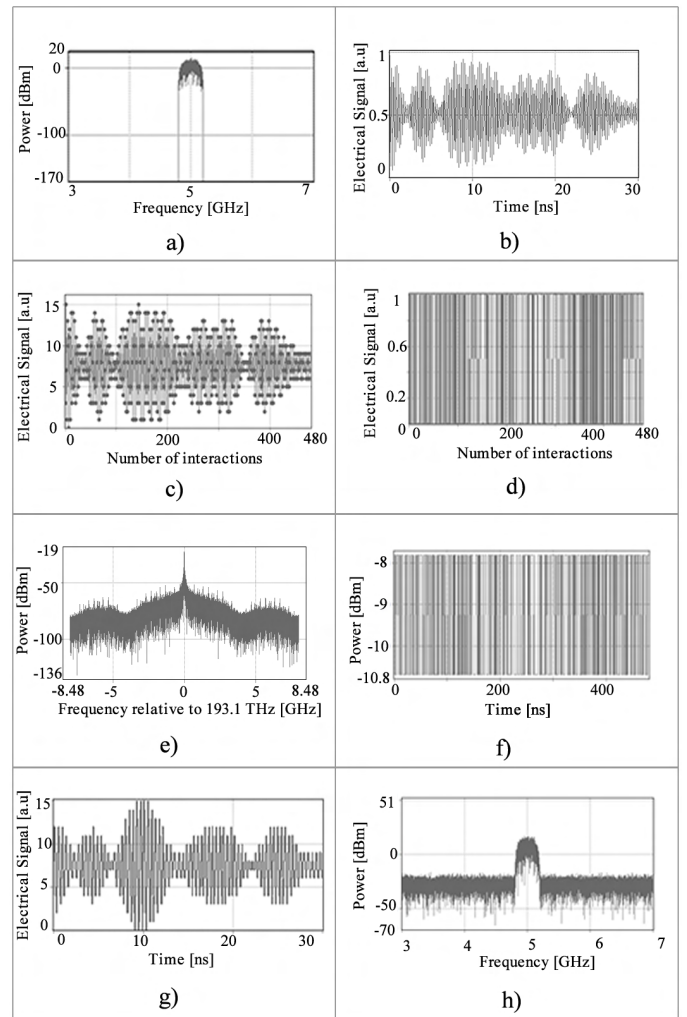 20
0
-100
-170
Power [dBm]
3 5 7
Frequency [GHz]
a)
1
0.5
0
Electrical Signal [a.u]
0 10 20 30
Time [ns]
b)
15
10
5
0
Electrical Signal [a.u]
0 200 400 480
Number of interactions
c)
1
0.6
0.2
0
Electrical Signal [a.u]
0 200 400 480
Number of interactions
d)
-19
-50
-100
-136
Power [dBm]
-8.48 -5 0 5 8.48
Frequency relative to 193.1 THz [GHz]
e)
-8
-9
-10
-10.8
Power [dBm]
0 200 400
Time [ns]
f)
15
10
5
0
Electrical Signal [a.u]
0 10 20 30
Time [ns]
g)
51
0
-50
-70
Power [dBm]
3 4 5 6 7
Frequency [GHz]
h)